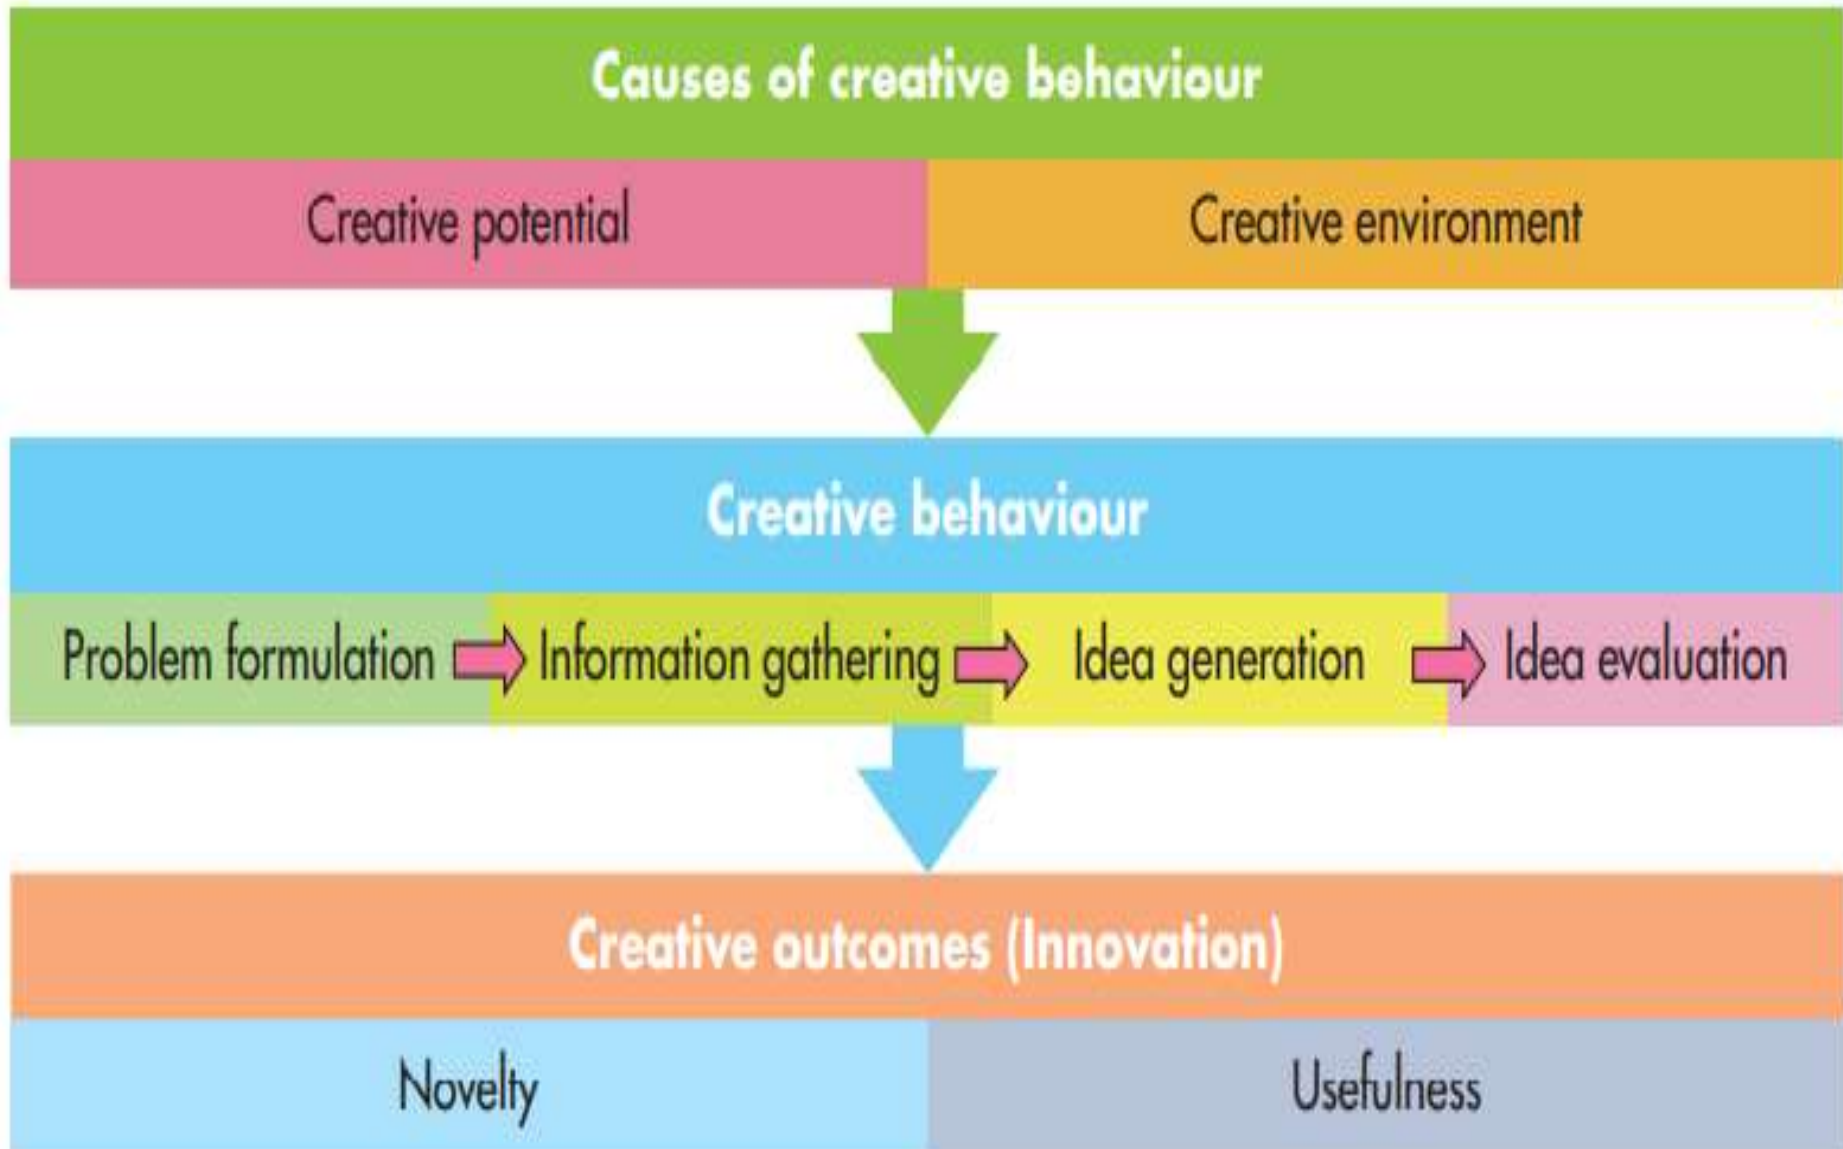 Causes of creative behaviour
Creative potential
Creative environment
Creative behaviour
Problem formulation
Information gathering
Idea generation
Idea evaluation
Creative outcomes (Innovation)
Novelty
Usefulness